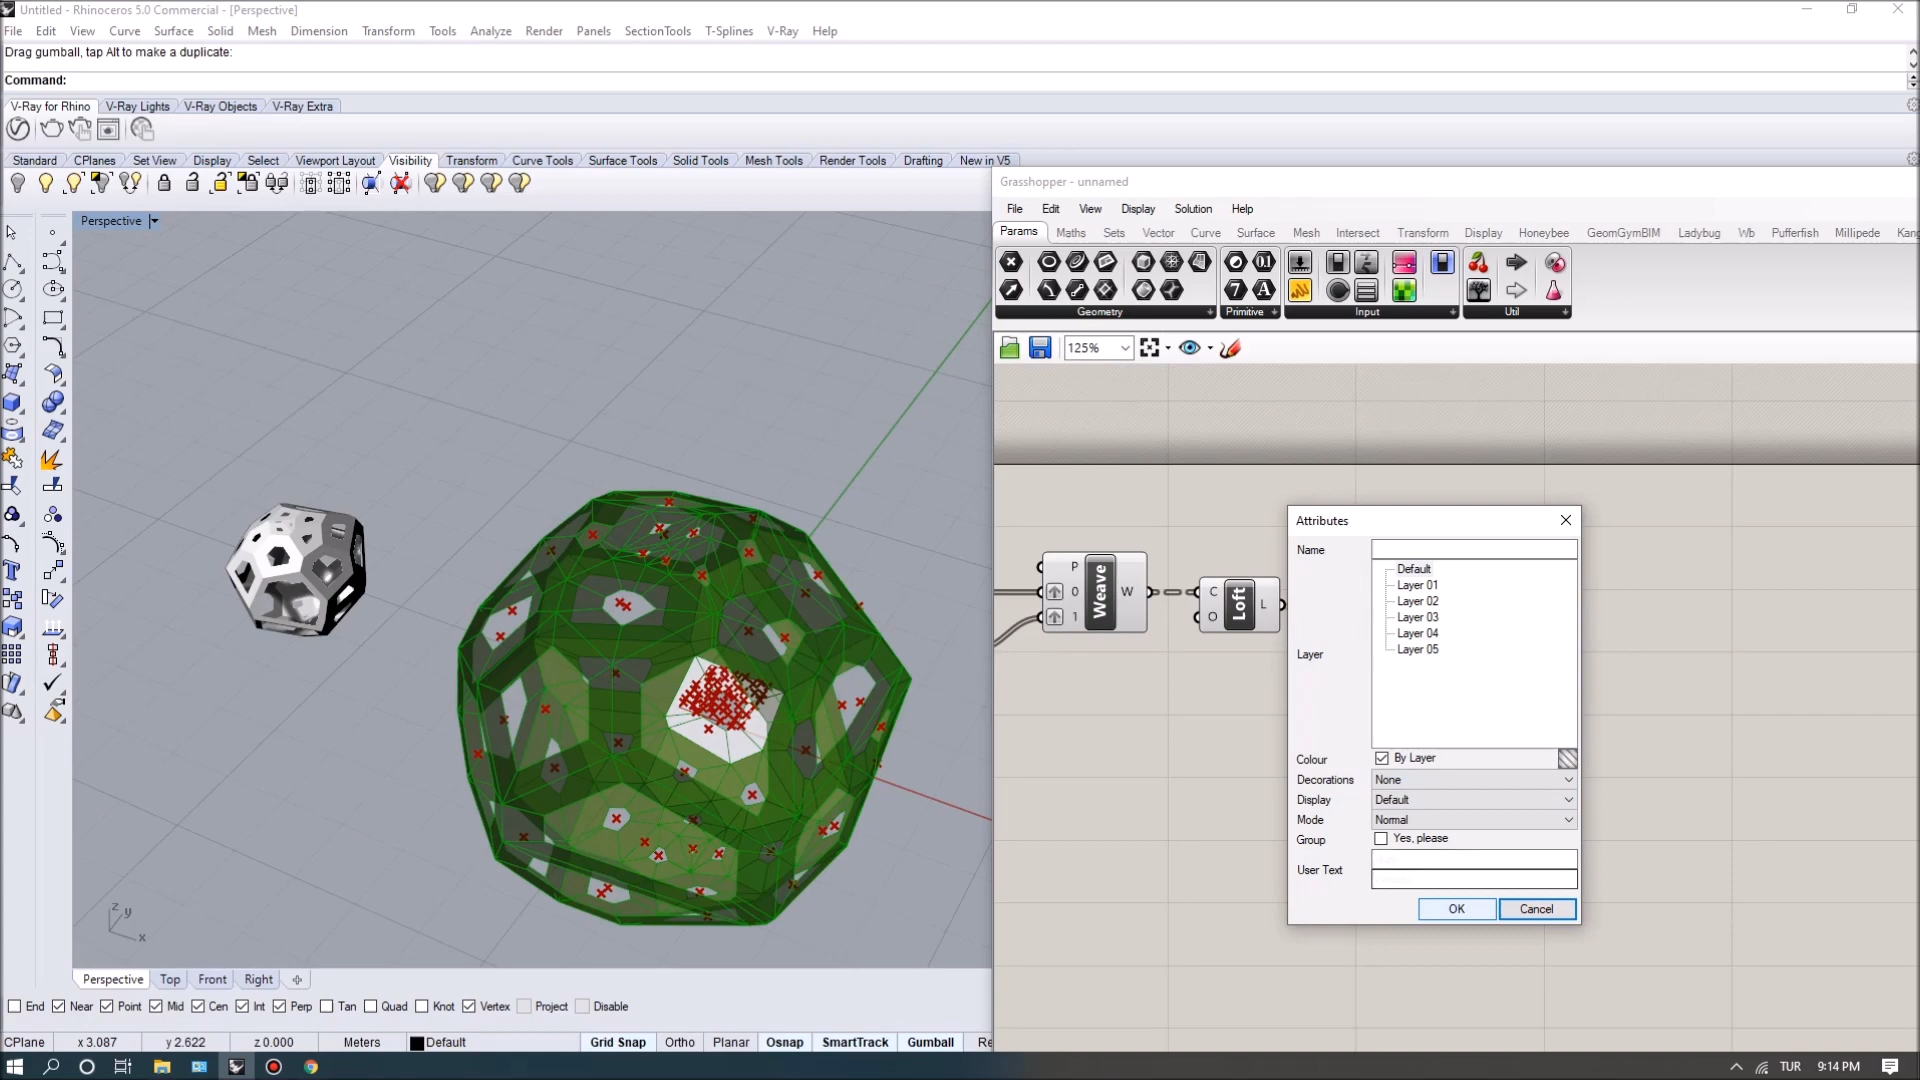 Untitled - Rhinoceros 5.0 Commercial - [Perspective]
File Edit View Curve Surface Solid Mesh Dimension Transform Tools Analyze Render Panels SectionTools T-Splines V-Ray Help
Drag gumball, tap Alt to make a duplicate:
Command:
V-Ray for Rhino V-Ray Lights V-Ray Objects V-Ray Extra
Standard CPlanes Set View Display Select Viewport Layout Visibility Transform Curve Tools Surface Tools Solid Tools Mesh Tools Render Tools Drafting New in V5
Perspective
Grasshopper - unnamed
File Edit View Display Solution Help
Params Maths Sets Vector Curve Surface Mesh Intersect Transform Display Honeybee GeomGymBIM Ladybug Wb Pufferfish Millipede Kang
Geometry Primitive Input Util
125%
P
0
1
Weave
W
C
O
Loft
L
Attributes
Name
Default
Layer 01
Layer 02
Layer 03
Layer 04
Layer 05
Layer
Colour By Layer
Decorations None
Display Default
Mode Normal
Group Yes, please
User Text
OK Cancel
z
y
x
Perspective Top Front Right
End Near Point Mid Cen Int Perp Tan Quad Knot Vertex Project Disable
CPlane x 3.087 y 2.622 z 0.000 Meters Default Grid Snap Ortho Planar Osnap SmartTrack Gumball Re
TUR 9:14 PM